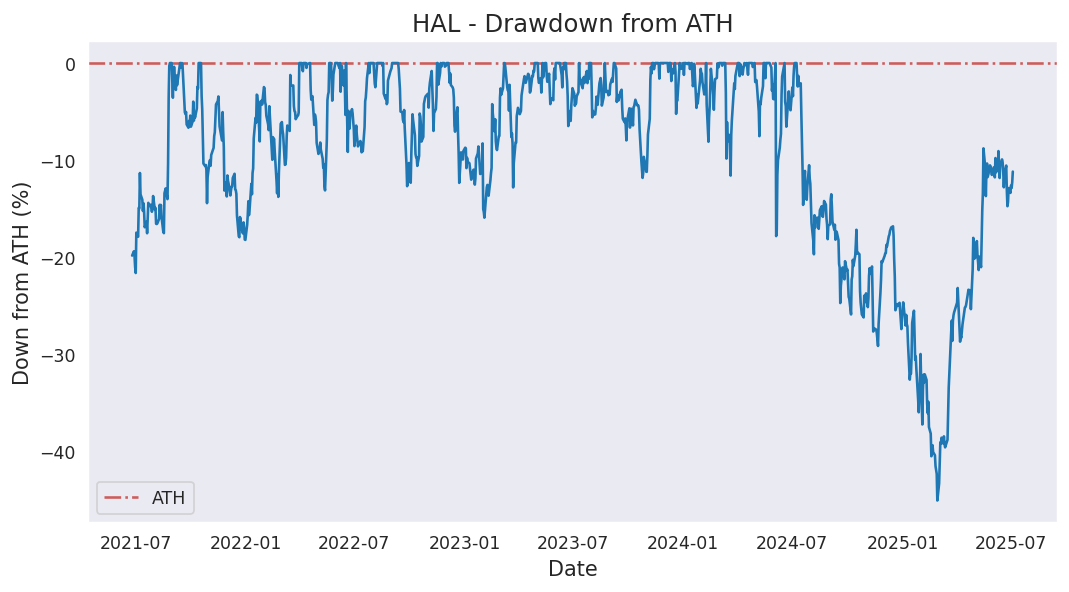 HAL - Drawdown from ATH
Down from ATH (%)
0
−10
−20
−30
−40
ATH
2021-07 2022-01 2022-07 2023-01 2023-07 2024-01 2024-07 2025-01 2025-07
Date